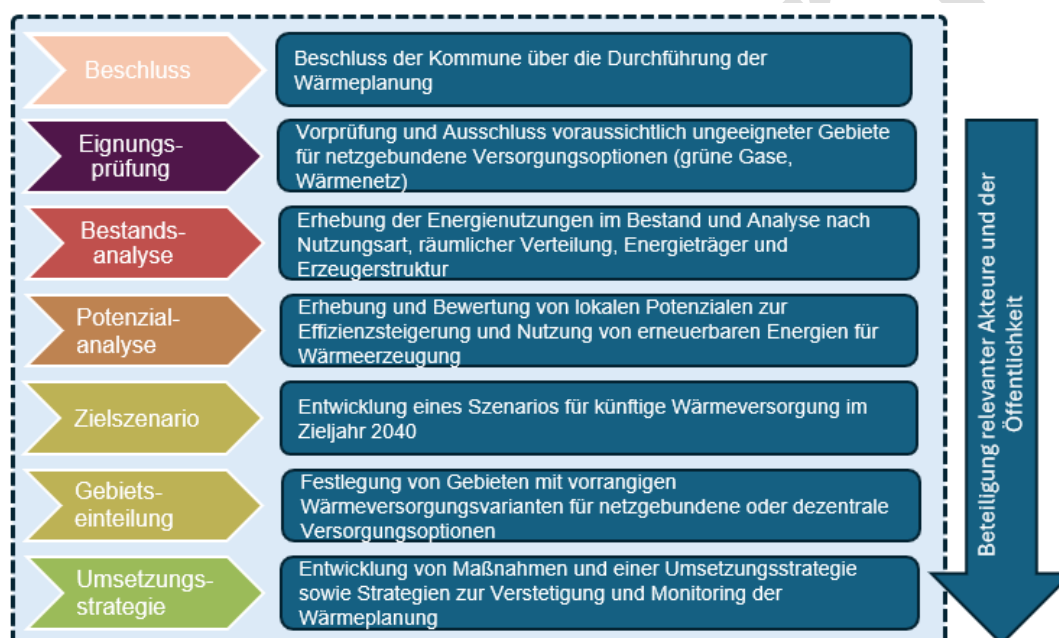 Beschluss
Beschluss der Kommune über die Durchführung der
Wärmeplanung
Eignungs-
prüfung
Vorprüfung und Ausschluss voraussichtlich ungeeigneter Gebiete
für netzgebundene Versorgungsoptionen (grüne Gase,
Wärmenetz)
Bestands-
analyse
Erhebung der Energienutzungen im Bestand und Analyse nach
Nutzungsart, räumlicher Verteilung, Energieträger und
Erzeugerstruktur
Potenzial-
analyse
Erhebung und Bewertung von lokalen Potenzialen zur
Effizienzsteigerung und Nutzung von erneuerbaren Energien für
Wärmeerzeugung
Zielszenario
Entwicklung eines Szenarios für künftige Wärmeversorgung im
Zieljahr 2040
Gebiets-
einteilung
Festlegung von Gebieten mit vorrangigen
Wärmeversorgungsvarianten für netzgebundene oder dezentrale
Versorgungsoptionen
Umsetzungs-
strategie
Entwicklung von Maßnahmen und einer Umsetzungsstrategie
sowie Strategien zur Verstetigung und Monitoring der
Wärmeplanung
Beteiligung relevanter Akteure und der
Öffentlichkeit